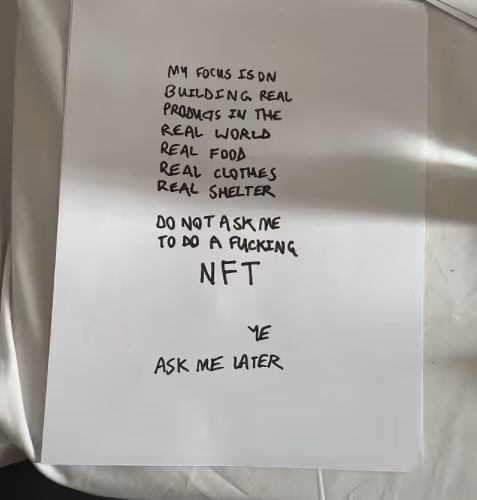 MY FOCUS IS ON
BUILDING REAL
PRODUCTS IN THE
REAL WORLD
REAL FOOD
REAL CLOTHES
REAL SHELTER
DO NOT ASK ME
TO DO A FUCKING
NFT
YE
ASK ME LATER